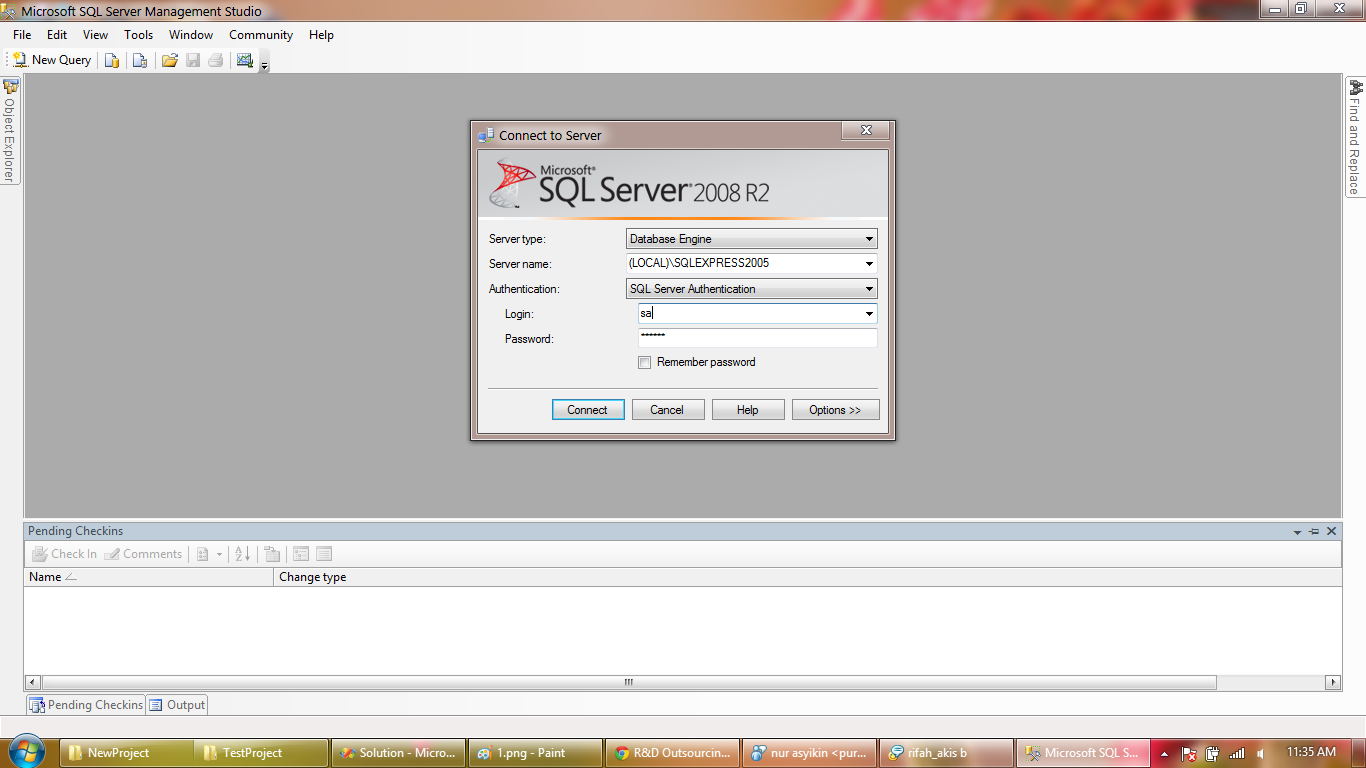 Microsoft SQL Server Management Studio
File Edit View Tools Window Community Help
New Query
Object Explorer
Find and Replace
Connect to Server
Microsoft®
SQL Server® 2008 R2
Server type: Database Engine
Server name: (LOCAL)\SQLEXPRESS2005
Authentication: SQL Server Authentication
Login: sa
Password: ******
Remember password
Connect Cancel Help Options >>
Pending Checkins
Check In Comments
Name Change type
Pending Checkins Output
NewProject TestProject Solution - Micro... 1.png - Paint R&D Outsourcin... nur asyikin <pur... rifah_akis b Microsoft SQL S... 11:35 AM